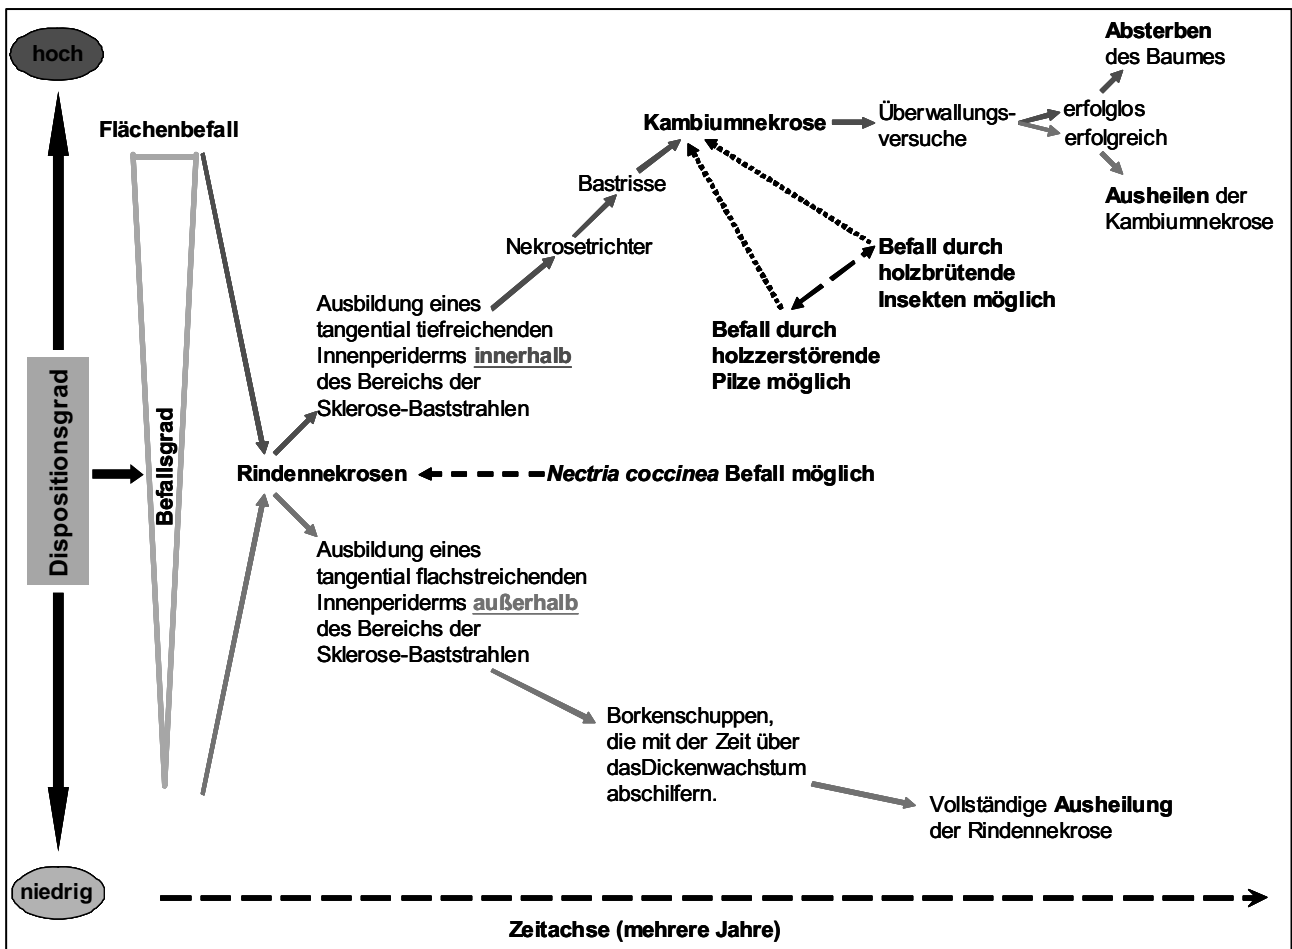 hoch
Flächenbefall
Dispositionsgrad
Befallsgrad
niedrig
Rindennekrosen
Nectria coccinea Befall möglich
Ausbildung eines
tangential tiefreichenden
Innenperiderms innerhalb
des Bereichs der
Sklerose-Baststrahlen
Nekrosetrichter
Bastrisse
Kambiumnekrose
Überwallungs-
versuche
erfolglos
erfolgreich
Absterben
des Baumes
Ausheilen der
Kambiumnekrose
Befall durch
holzbrütende
Insekten möglich
Befall durch
holzzerstörende
Pilze möglich
Ausbildung eines
tangential flachstreichenden
Innenperiderms außerhalb
des Bereichs der
Sklerose-Baststrahlen
Borkenschuppen,
die mit der Zeit über
dasDickenwachstum
abschilfern.
Vollständige Ausheilung
der Rindennekrose
Zeitachse (mehrere Jahre)